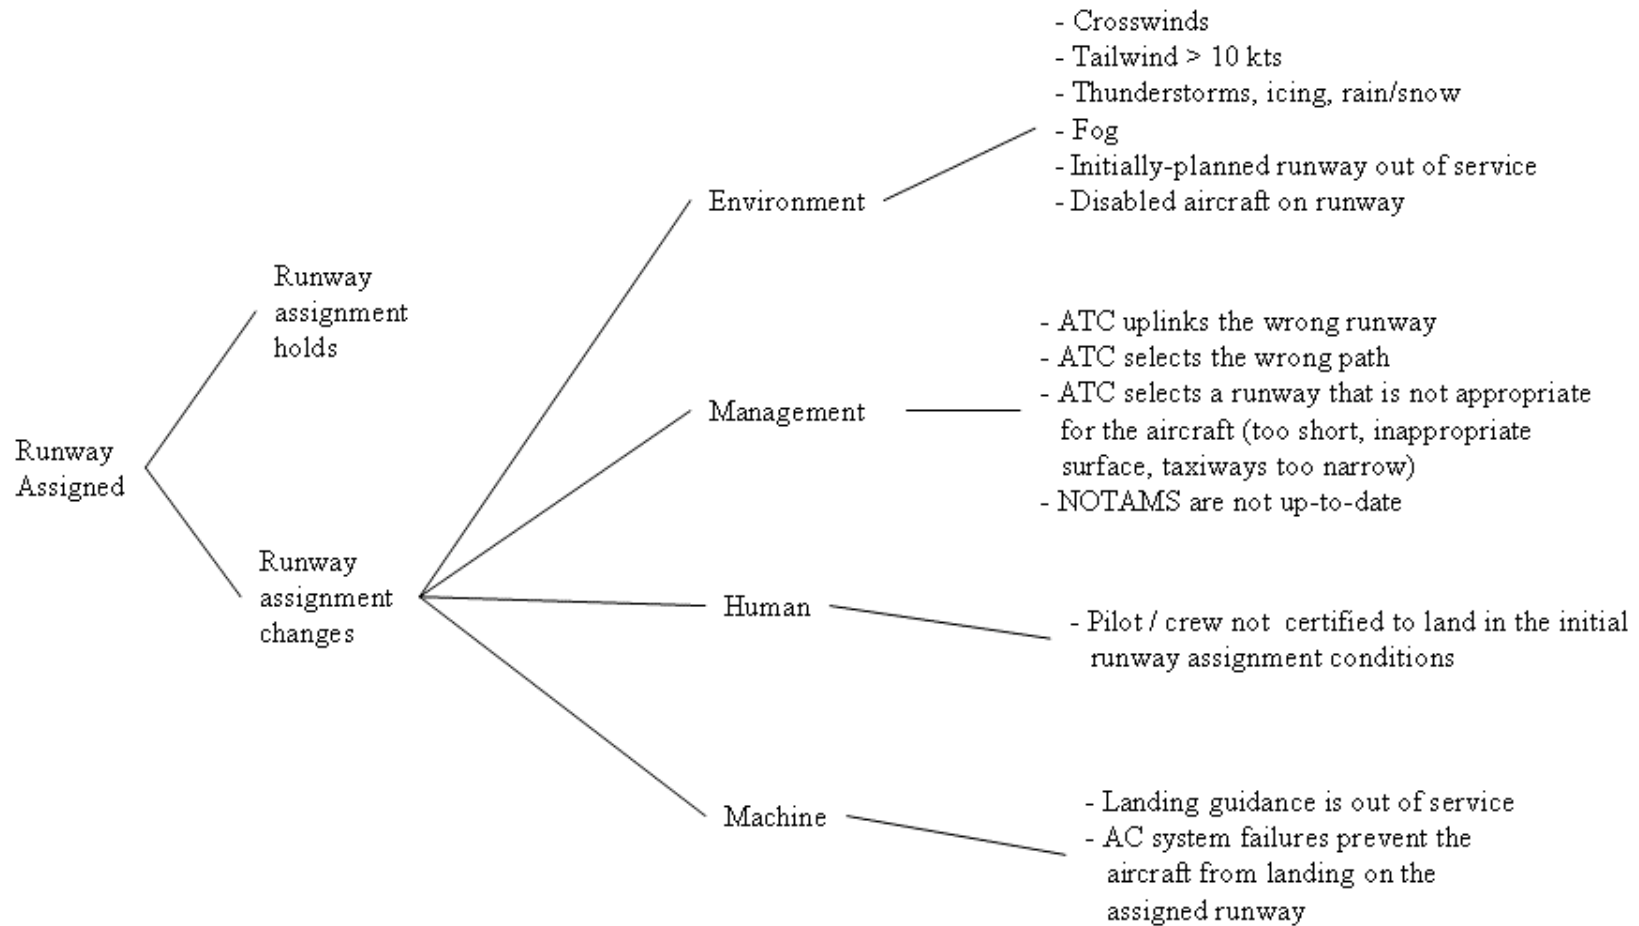 Runway
Assigned
Runway
assignment
holds
Runway
assignment
changes
Environment
- Crosswinds
- Tailwind > 10 kts
- Thunderstorms, icing, rain/snow
- Fog
- Initially-planned runway out of service
- Disabled aircraft on runway
Management
- ATC uplinks the wrong runway
- ATC selects the wrong path
- ATC selects a runway that is not appropriate
for the aircraft (too short, inappropriate
surface, taxiways too narrow)
- NOTAMS are not up-to-date
Human
- Pilot / crew not certified to land in the initial
runway assignment conditions
Machine
- Landing guidance is out of service
- AC system failures prevent the
aircraft from landing on the
assigned runway